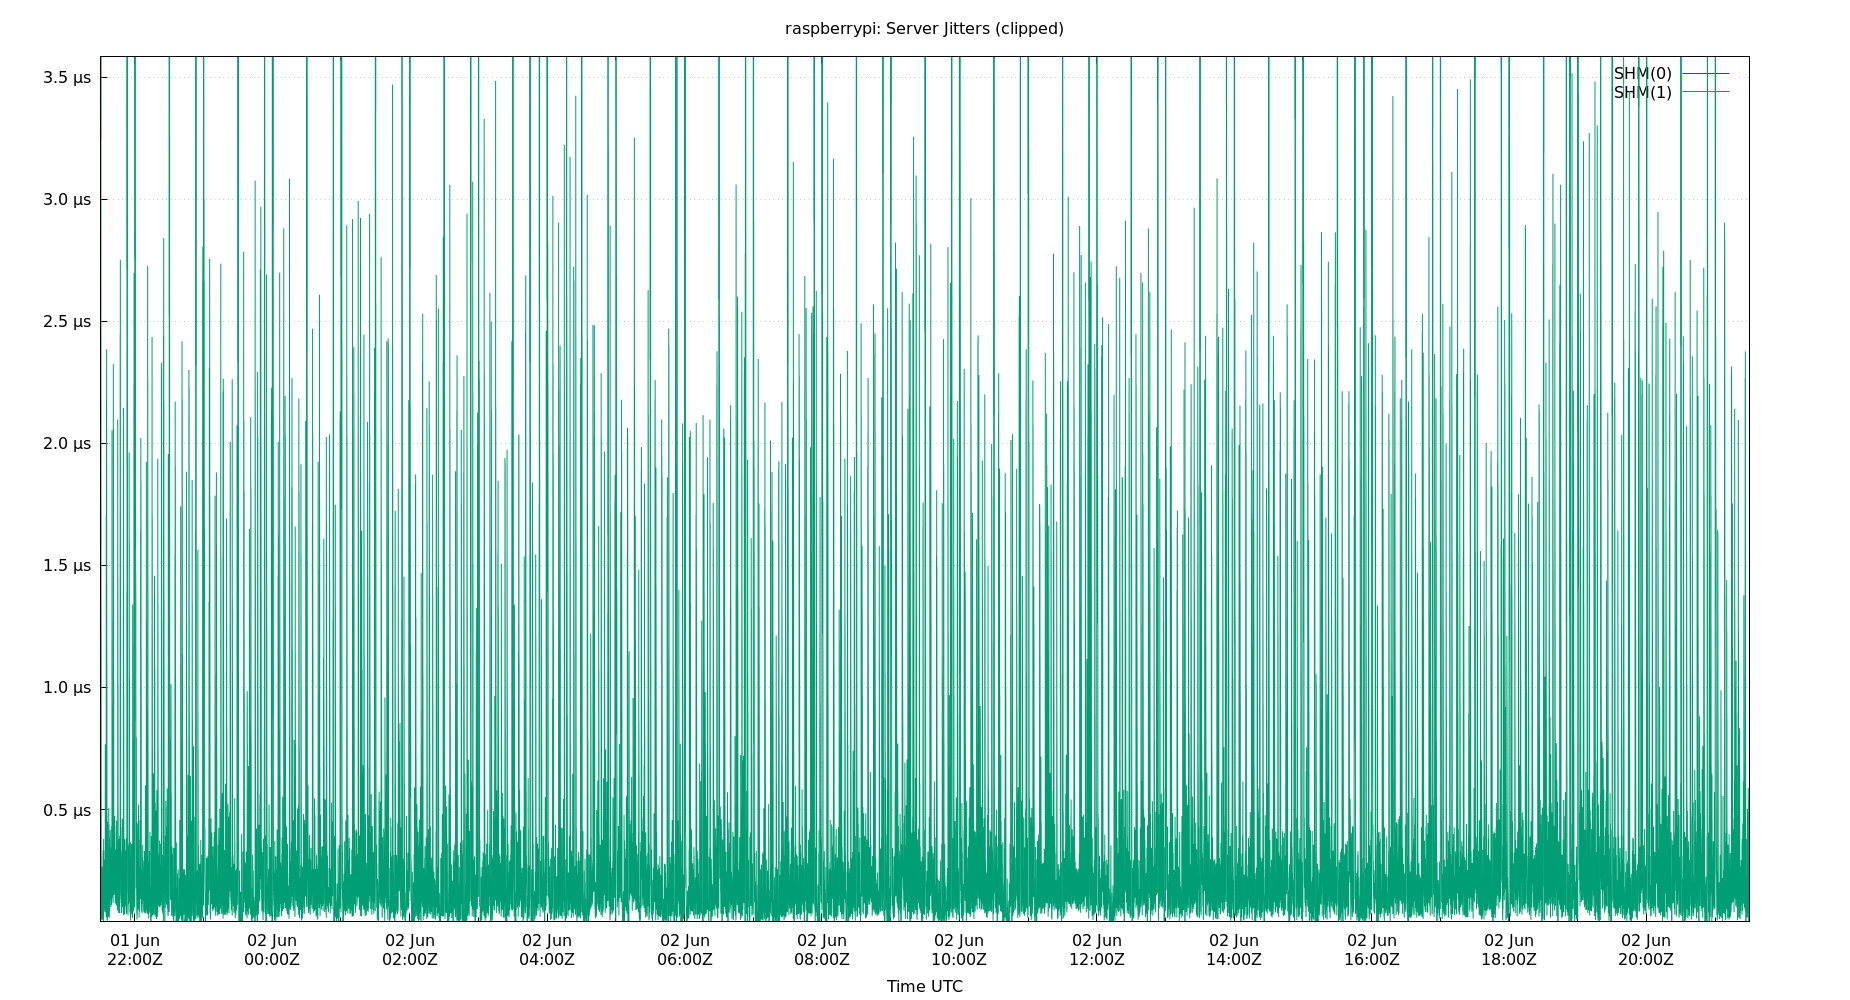 raspberrypi: Server Jitters (clipped)
SHM(0)
SHM(1)
3.5 µs
3.0 µs
2.5 µs
2.0 µs
1.5 µs
1.0 µs
0.5 µs
01 Jun 02 Jun 02 Jun 02 Jun 02 Jun 02 Jun 02 Jun 02 Jun 02 Jun 02 Jun 02 Jun 02 Jun
22:00Z 00:00Z 02:00Z 04:00Z 06:00Z 08:00Z 10:00Z 12:00Z 14:00Z 16:00Z 18:00Z 20:00Z
Time UTC